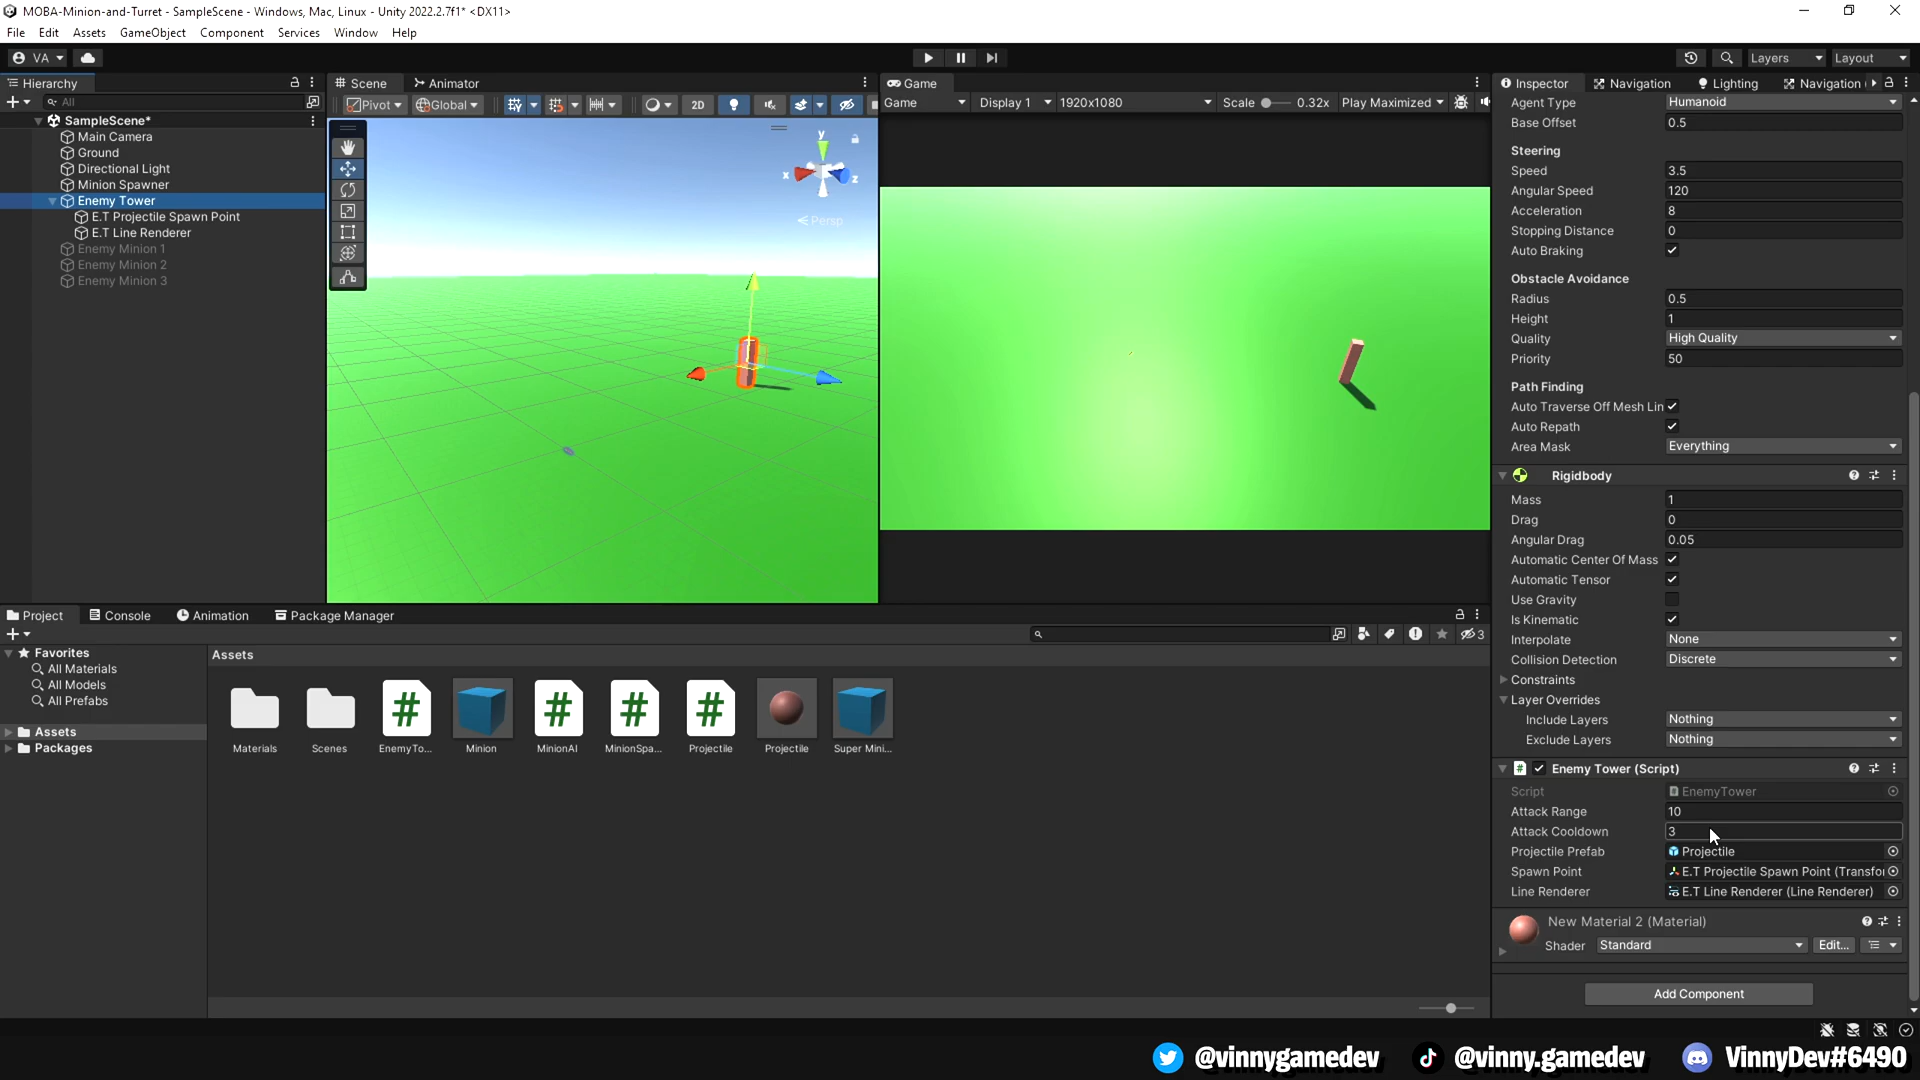 MOBA-Minion-and-Turret - SampleScene - Windows, Mac, Linux - Unity 2022.2.7f1* <DX11>
File Edit Assets GameObject Component Services Window Help
VA Layers Layout
Hierarchy
All
SampleScene*
Main Camera
Ground
Directional Light
Minion Spawner
Enemy Tower
E.T Projectile Spawn Point
E.T Line Renderer
Enemy Minion 1
Enemy Minion 2
Enemy Minion 3
Scene Animator
Pivot Global 2D
y
x z
Persp
Game
Game Display 1 1920x1080 Scale 0.32x Play Maximized
Inspector Navigation Lighting Navigation
Agent Type Humanoid
Base Offset 0.5
Steering
Speed 3.5
Angular Speed 120
Acceleration 8
Stopping Distance 0
Auto Braking
Obstacle Avoidance
Radius 0.5
Height 1
Quality High Quality
Priority 50
Path Finding
Auto Traverse Off Mesh Lin
Auto Repath
Area Mask Everything
Rigidbody
Mass 1
Drag 0
Angular Drag 0.05
Automatic Center Of Mass
Automatic Tensor
Use Gravity
Is Kinematic
Interpolate None
Collision Detection Discrete
Constraints
Layer Overrides
Include Layers Nothing
Exclude Layers Nothing
# Enemy Tower (Script)
Script EnemyTower
Attack Range 10
Attack Cooldown 3
Projectile Prefab Projectile
Spawn Point E.T Projectile Spawn Point (Transfor
Line Renderer E.T Line Renderer (Line Renderer)
New Material 2 (Material)
Shader Standard Edit...
Add Component
Project Console Animation Package Manager
3
Favorites
All Materials
All Models
All Prefabs
Assets
Packages
Assets
# # # #
Materials Scenes EnemyTo... Minion MinionAI MinionSpa... Projectile Projectile Super Mini...
@vinnygamedev @vinny.gamedev VinnyDev#6490